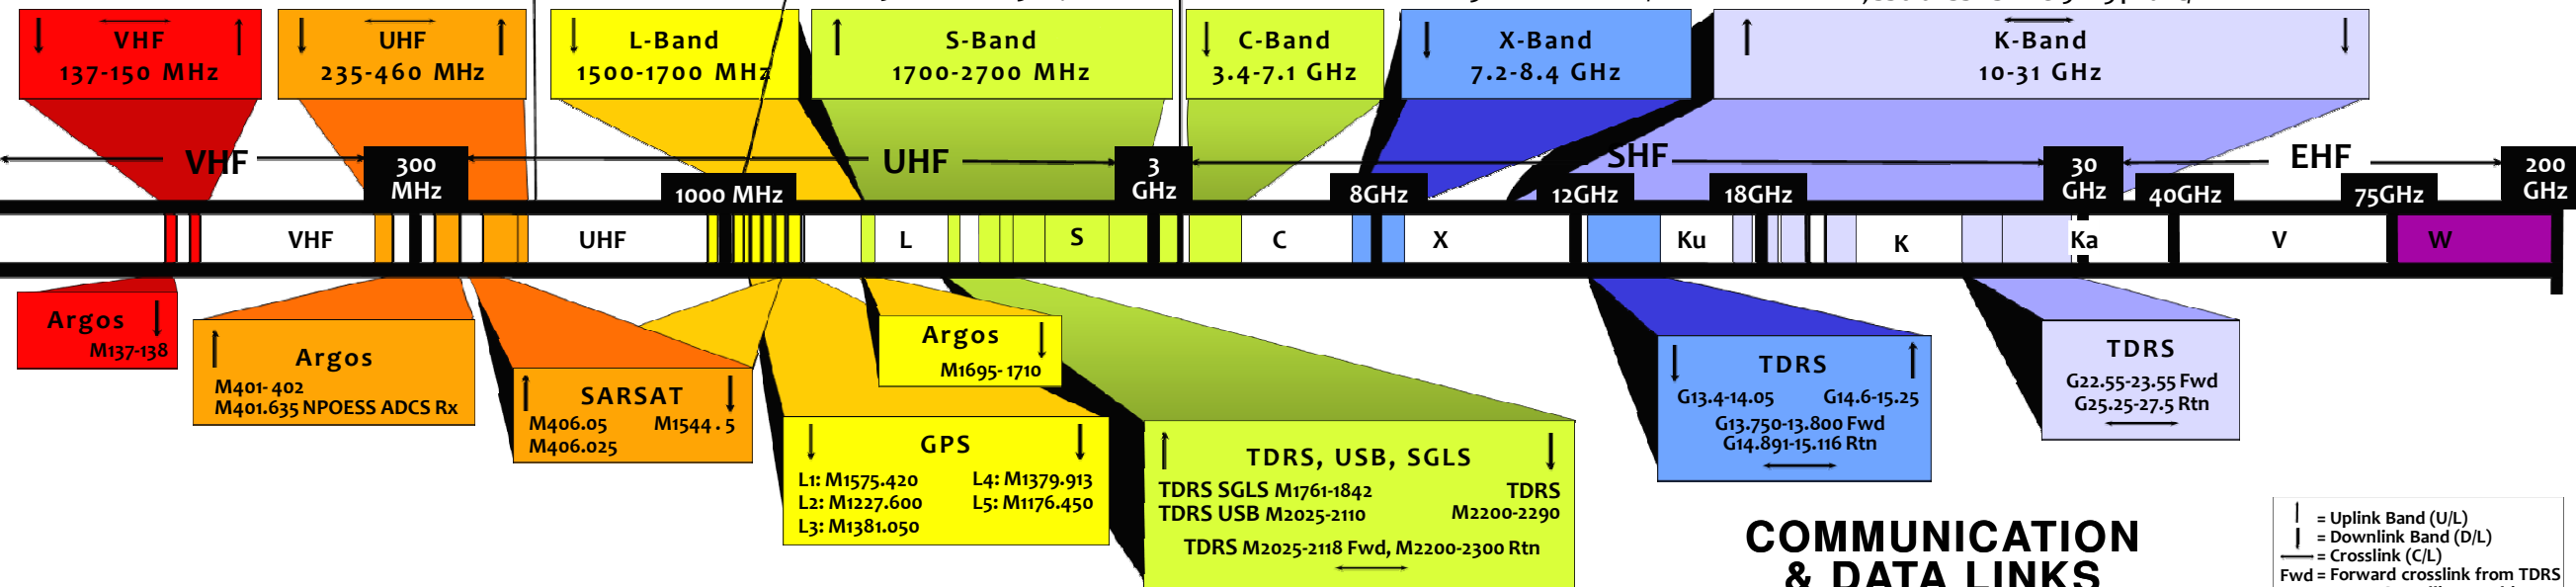 VHF
137-150 MHz
UHF
235-460 MHz
L-Band
1500-1700 MHz
S-Band
1700-2700 MHz
C-Band
3.4-7.1 GHz
X-Band
7.2-8.4 GHz
K-Band
10-31 GHz
VHF
300
MHz
UHF
3
GHz
SHF
30
GHz
EHF
200
GHz
1000 MHz
8GHz
12GHz
18GHz
40GHz
75GHz
VHF
UHF
L
S
C
X
Ku
K
Ka
V
W
Argos
M137-138
Argos
M401-402
M401.635 NPOESS ADCS Rx
SARSAT
M406.05 M1544.5
M406.025
GPS
L1: M1575.420 L4: M1379.913
L2: M1227.600 L5: M1176.450
L3: M1381.050
Argos
M1695-1710
TDRS, USB, SGLS
TDRS SGLS M1761-1842 TDRS
TDRS USB M2025-2110 M2200-2290
TDRS M2025-2118 Fwd, M2200-2300 Rtn
TDRS
G13.4-14.05 G14.6-15.25
G13.750-13.800 Fwd
G14.891-15.116 Rtn
TDRS
G22.55-23.55 Fwd
G25.25-27.5 Rtn
COMMUNICATION
& DATA LINKS
= Uplink Band (U/L)
= Downlink Band (D/L)
= Crosslink (C/L)
Fwd = Forward crosslink from TDRS